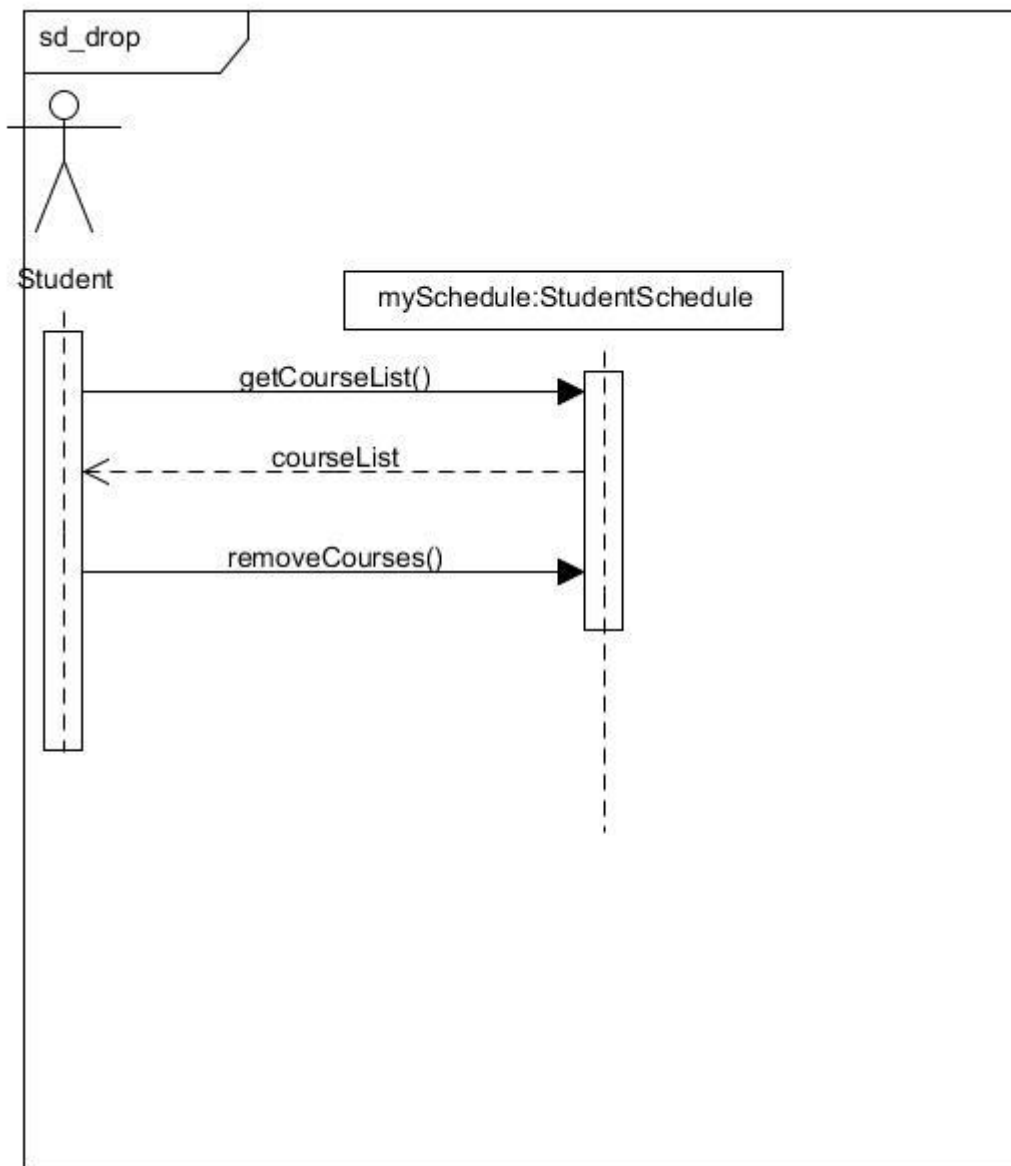 sd_drop
Student
mySchedule:StudentSchedule
getCourseList()
courseList
removeCourses()